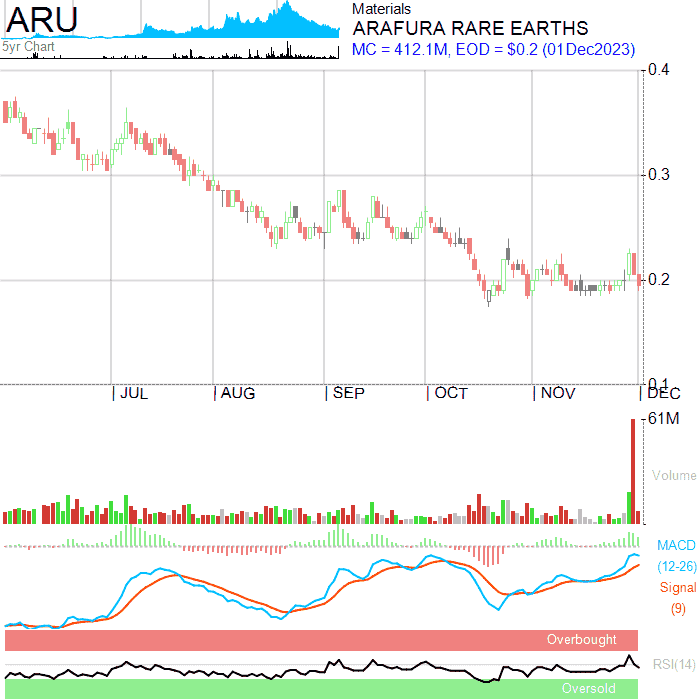 ARU
5yr Chart
Materials
ARAFURA RARE EARTHS
MC = 412.1M, EOD = $0.2 (01Dec2023)
0.4
0.3
0.2
0.1
JUL
AUG
SEP
OCT
NOV
DEC
61M
Volume
MACD
(12-26)
Signal
(9)
Overbought
RSI(14)
Oversold